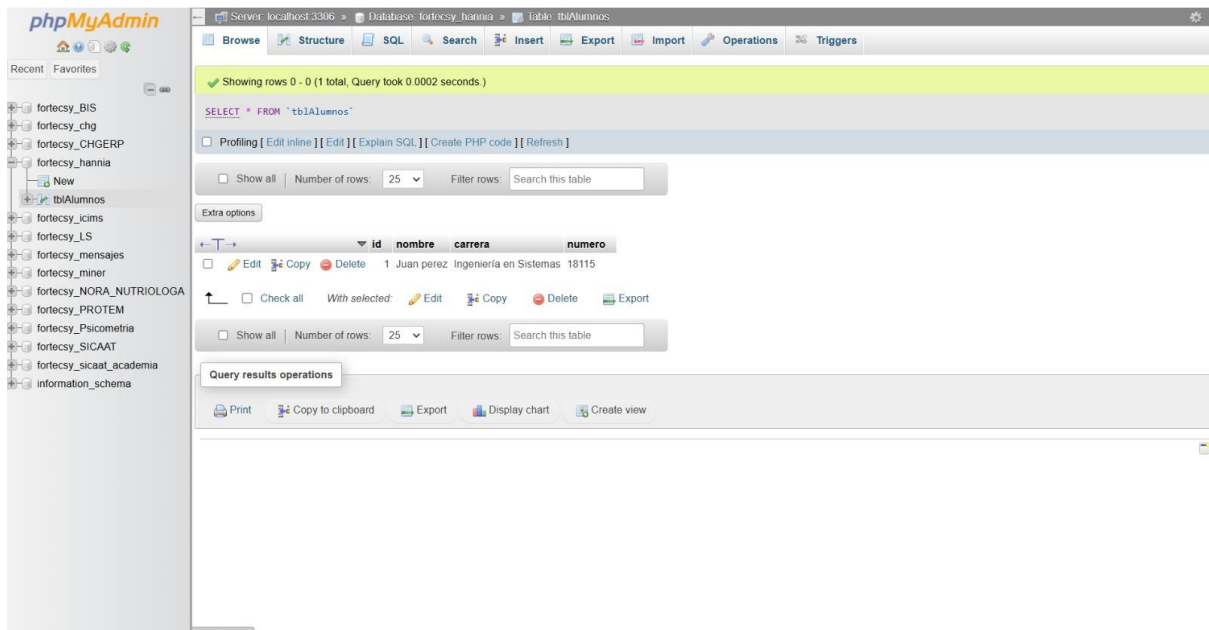 phpMyAdmin
Recent Favorites
fortecsy_BIS
fortecsy_chg
fortecsy_CHGERP
fortecsy_hannia
New
tblAlumnos
fortecsy_icims
fortecsy_LS
fortecsy_mensajes
fortecsy_miner
fortecsy_NORA_NUTRIOLOGA
fortecsy_PROTEM
fortecsy_Psicometria
fortecsy_SICAAT
fortecsy_sicaat_academia
information_schema
Server: localhost:3306 » Database: fortecsy_hannia » Table: tblAlumnos
Browse Structure SQL Search Insert Export Import Operations Triggers
Showing rows 0 - 0 (1 total, Query took 0.0002 seconds.)
SELECT * FROM `tblAlumnos`
Profiling [ Edit inline ] [ Edit ] [ Explain SQL ] [ Create PHP code ] [ Refresh ]
Show all | Number of rows: 25 Filter rows: Search this table
Extra options
←T→ id nombre carrera numero
Edit Copy Delete 1 Juan perez Ingeniería en Sistemas 18115
Check all With selected: Edit Copy Delete Export
Show all | Number of rows: 25 Filter rows: Search this table
Query results operations
Print Copy to clipboard Export Display chart Create view